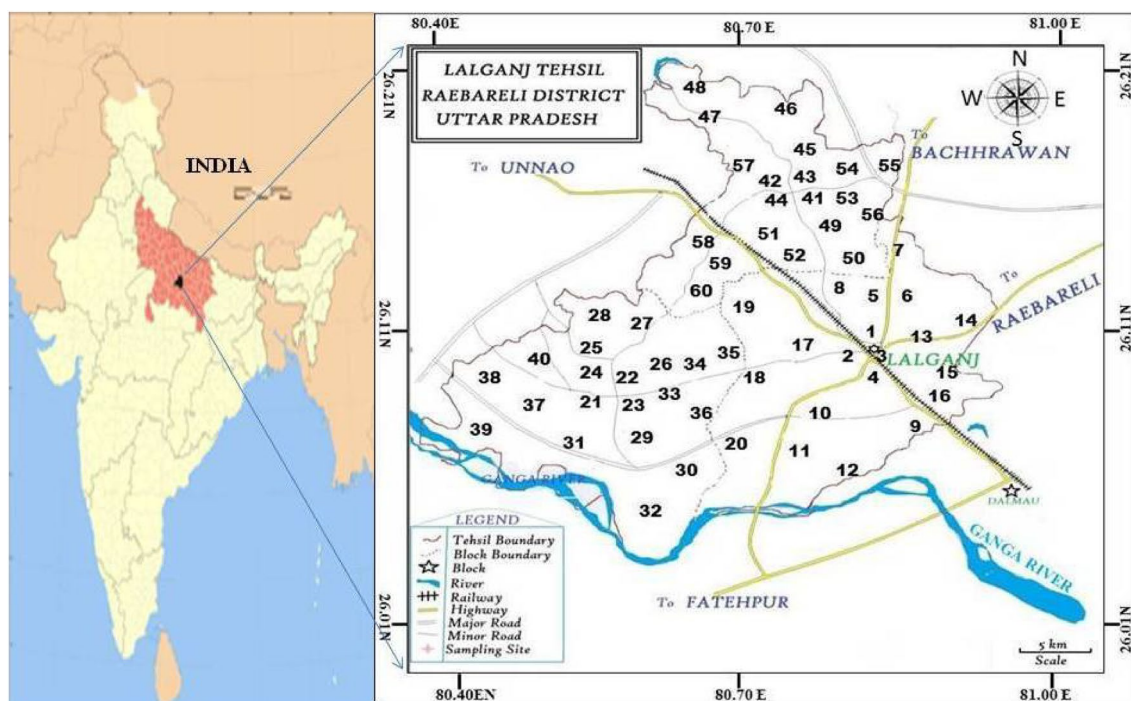 80.40 E
80.70 E
81.00 E
26.21N
26.21 N
LALGANJ TEHSIL
RAEBARELI DISTRICT
UTTAR PRADESH
N
W
E
S
INDIA
To UNNAO
To
BACHHRAWAN
To
RAEBARELI
48
47
46
45
57
42
43
54
55
44
41
53
56
49
58
51
52
50
7
59
60
8
5
6
19
28
27
14
13
1
26.11N
26.11 N
17
2
3
LALGANJ
25
40
26
34
35
18
4
15
38
24
22
33
16
37
21
23
36
10
9
39
31
29
20
11
30
12
GANGA RIVER
32
DALMAU
GANGA RIVER
LEGEND
Tehsil Boundary
Block Boundary
Block
River
Railway
Highway
Major Road
Minor Road
Sampling Site
To FATEHPUR
26.01N
26.01 N
5 km
Scale
80.40EN
80.70 E
81.00 E